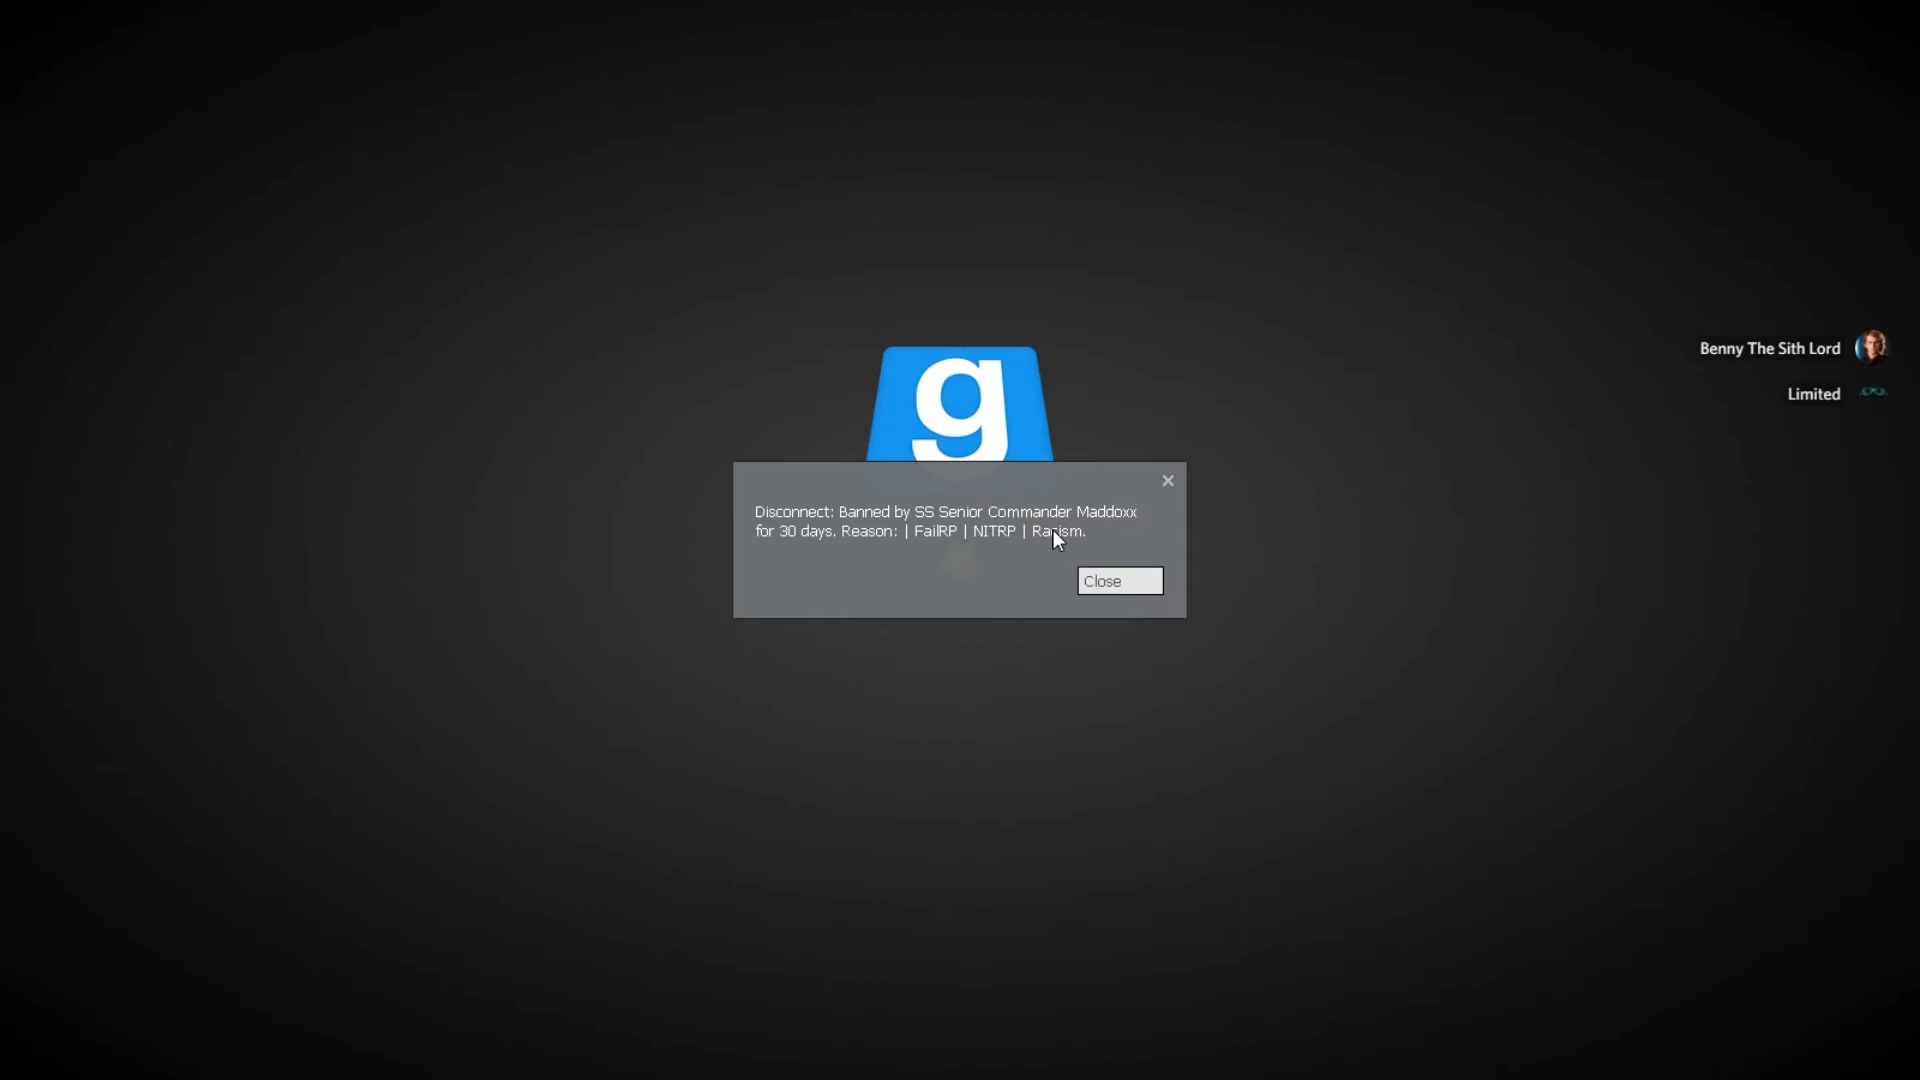 g
Benny The Sith Lord
Limited
Disconnect: Banned by SS Senior Commander Maddoxx
for 30 days. Reason: | FailRP | NITRP | Racism.
Close